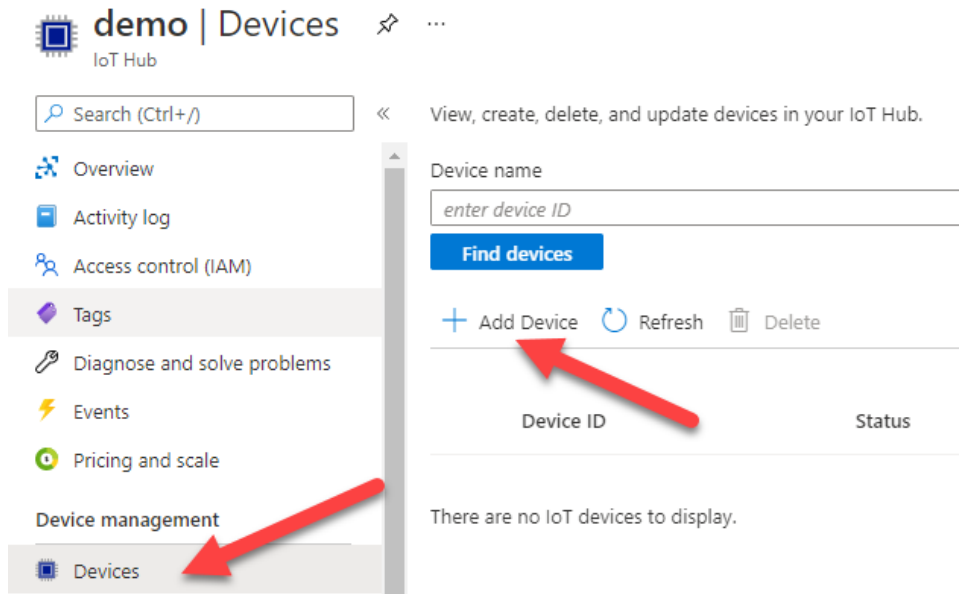 demo | Devices
IoT Hub
Search (Ctrl+/)
Overview
Activity log
Access control (IAM)
Tags
Diagnose and solve problems
Events
Pricing and scale
Device management
Devices
View, create, delete, and update devices in your IoT Hub.
Device name
enter device ID
Find devices
Add Device Refresh Delete
Device ID Status
There are no IoT devices to display.